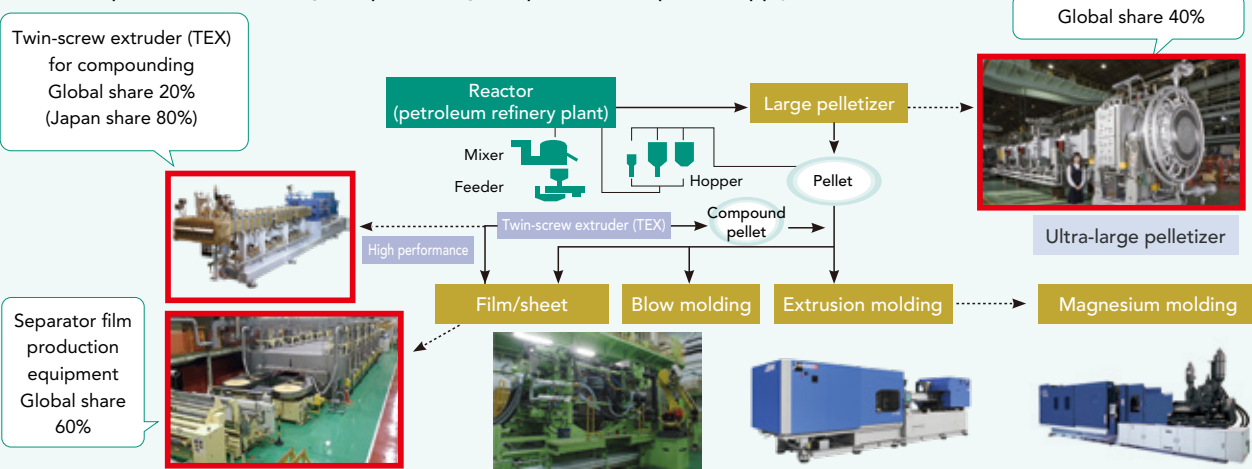 Global share 40%
Twin-screw extruder (TEX)
for compounding
Global share 20%
(Japan share 80%)
Reactor
(petroleum refinery plant)
Large pelletizer
Mixer
Feeder
Hopper
Pellet
Twin-screw extruder (TEX)
Compound
pellet
High performance
Ultra-large pelletizer
Film/sheet
Blow molding
Extrusion molding
Magnesium molding
Separator film
production
equipment
Global share
60%